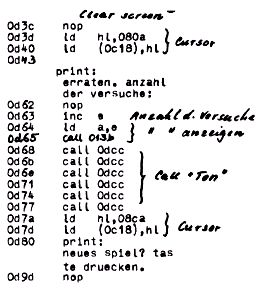 Clear screen
0d3c nop
0d3d ld hl,080a } Cursor
0d40 ld (0c18),hl
0d43
print:
erraten. anzahl
der versuche:
0d62 nop
0d63 inc e Anzahl d. Versuche
0d64 ld a,e } " " anzeigen
0d65 call 013b
0d68 call 0dcc
0d6b call 0dcc
0d6e call 0dcc } Call "Ton"
0d71 call 0dcc
0d74 call 0dcc
0d77 call 0dcc
0d7a ld hl,08ca } Cursor
0d7d ld (0c18),hl
0d80 print:
neues spiel? tas
te druecken.
0d9d nop